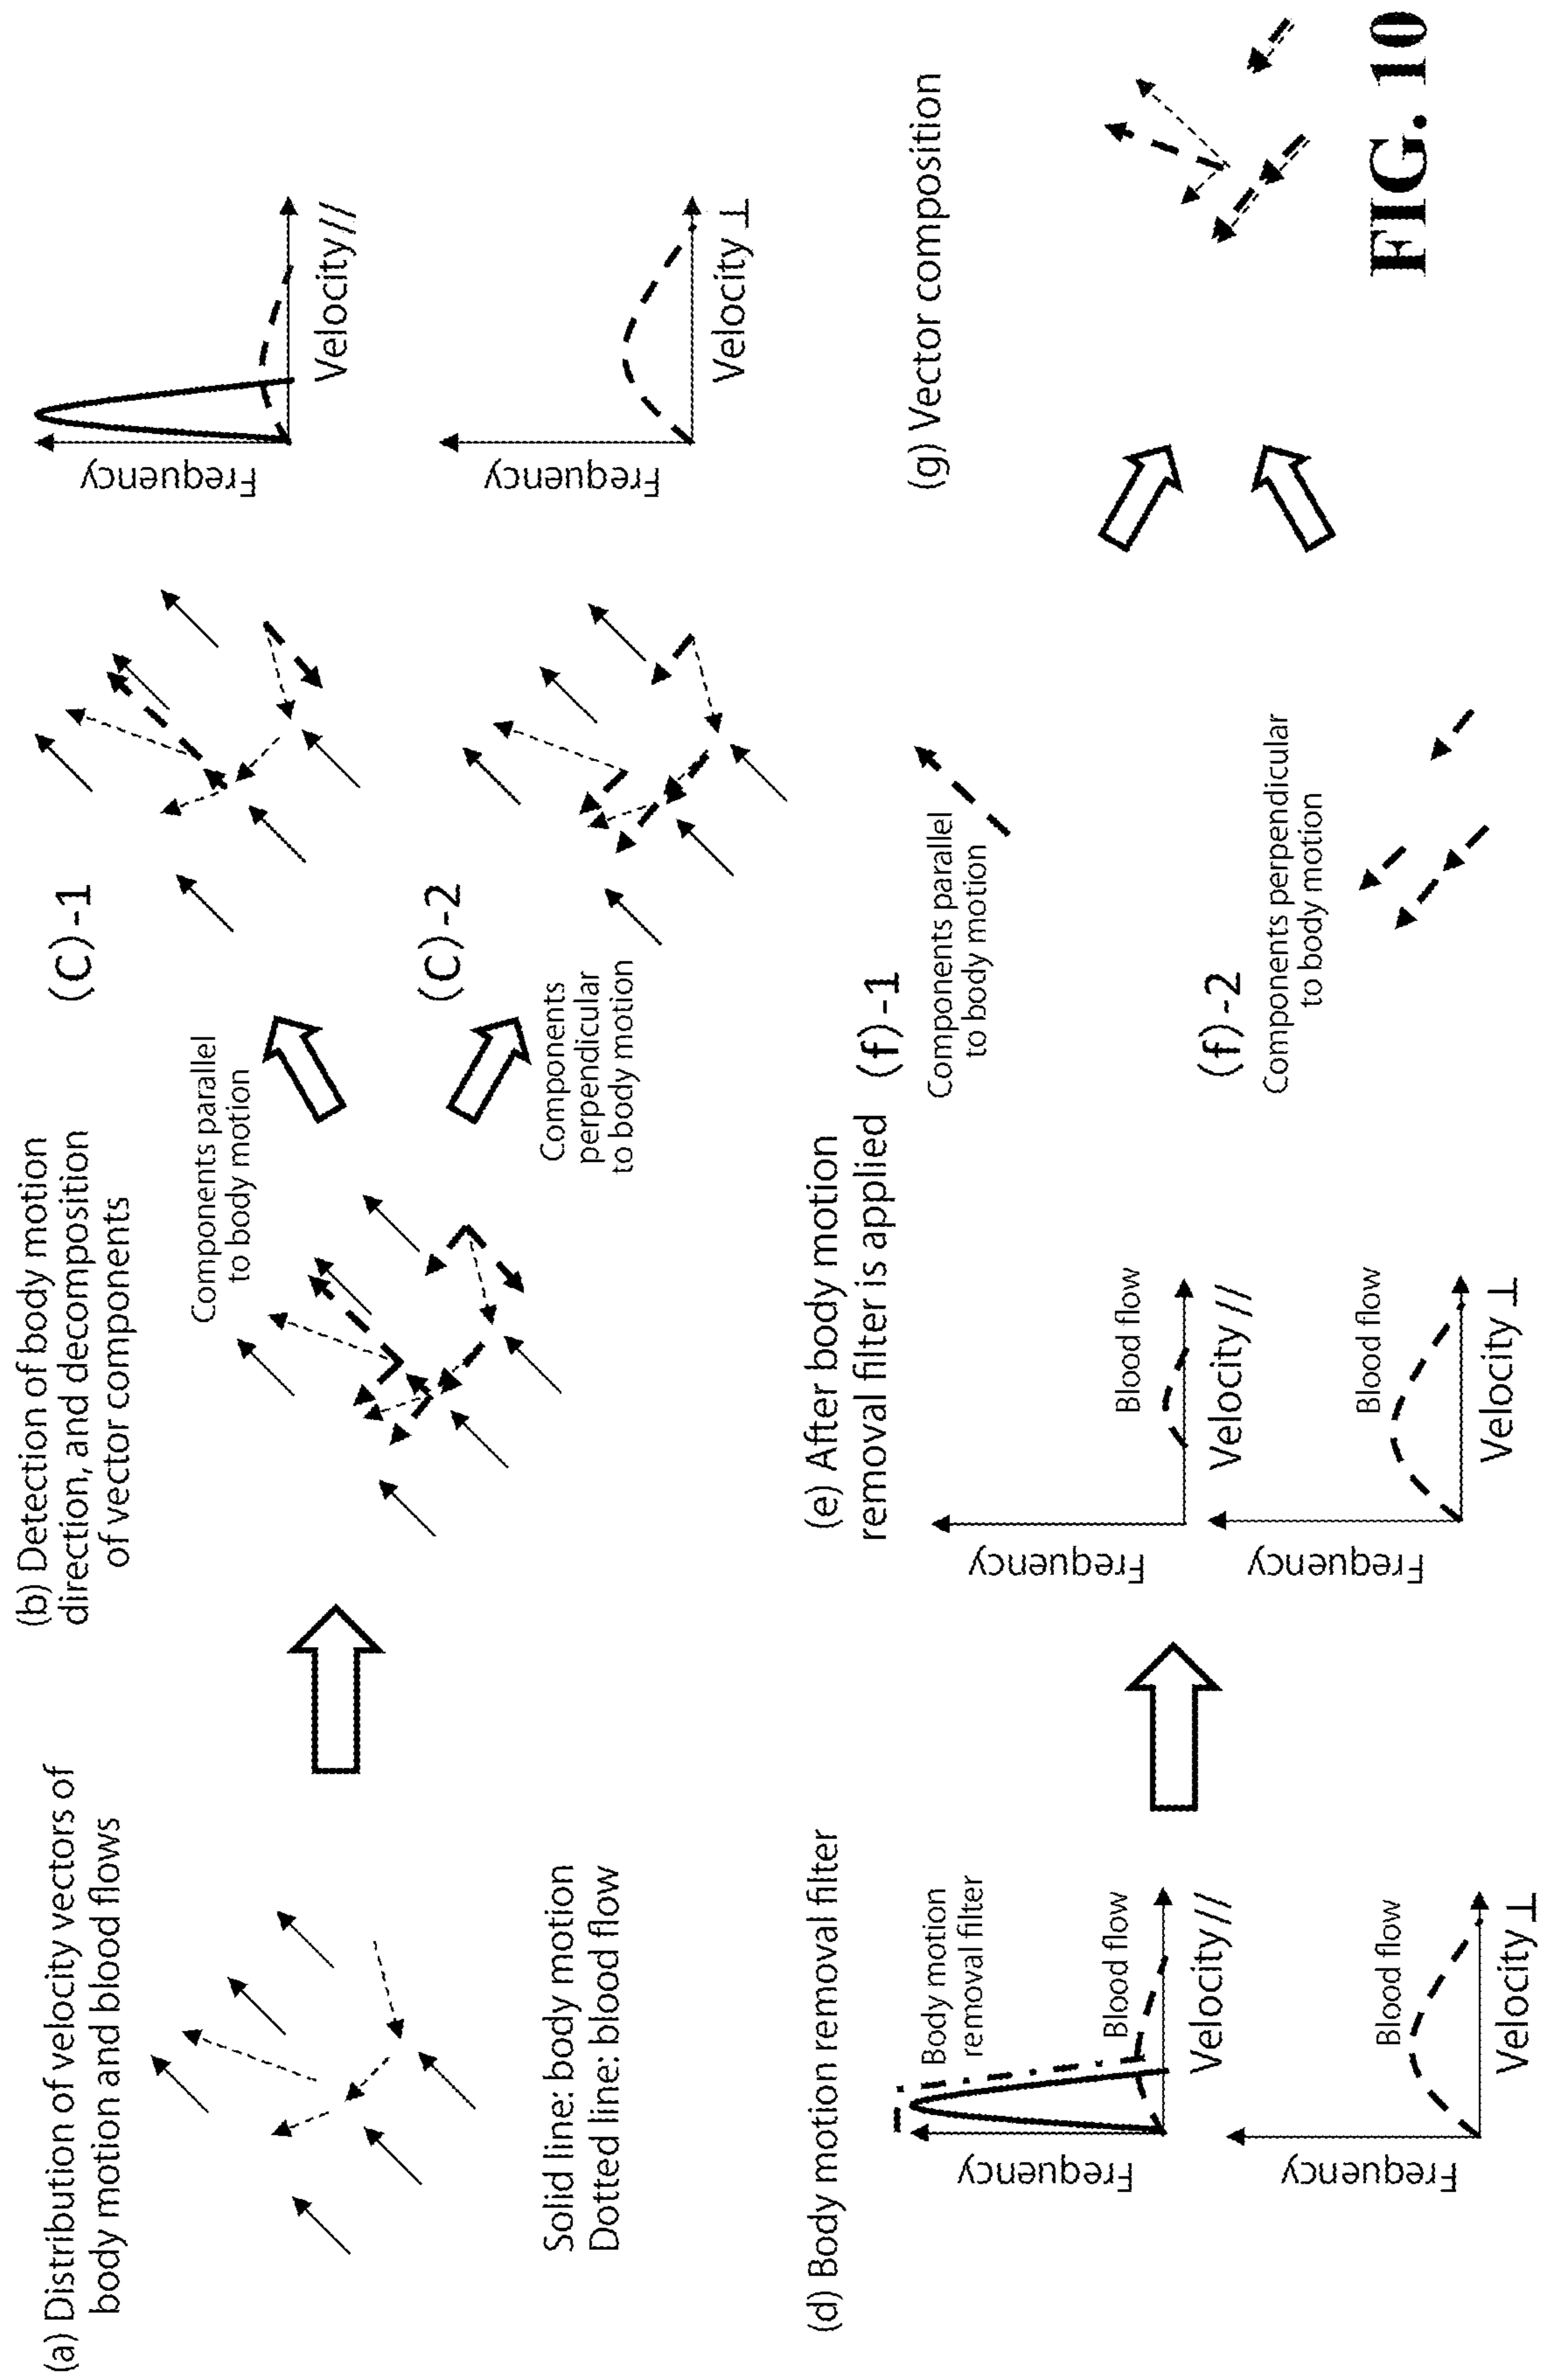 (a) Distribution of velocity vectors of
body motion and blood flows
Solid line: body motion
Dotted line: blood flow
(b) Detection of body motion
direction, and decomposition
of vector components
Components parallel
to body motion
Components
perpendicular
to body motion
(C)-1
(C)-2
Frequency
Velocity //
Frequency
Velocity ⊥
(d) Body motion removal filter
Body motion
removal filter
Blood flow
Frequency
Velocity //
Blood flow
Frequency
Velocity ⊥
(e) After body motion
removal filter is applied
Blood flow
Frequency
Velocity //
Blood flow
Frequency
Velocity ⊥
(f)-1
Components parallel
to body motion
(f)-2
Components perpendicular
to body motion
(g) Vector composition
FIG. 10